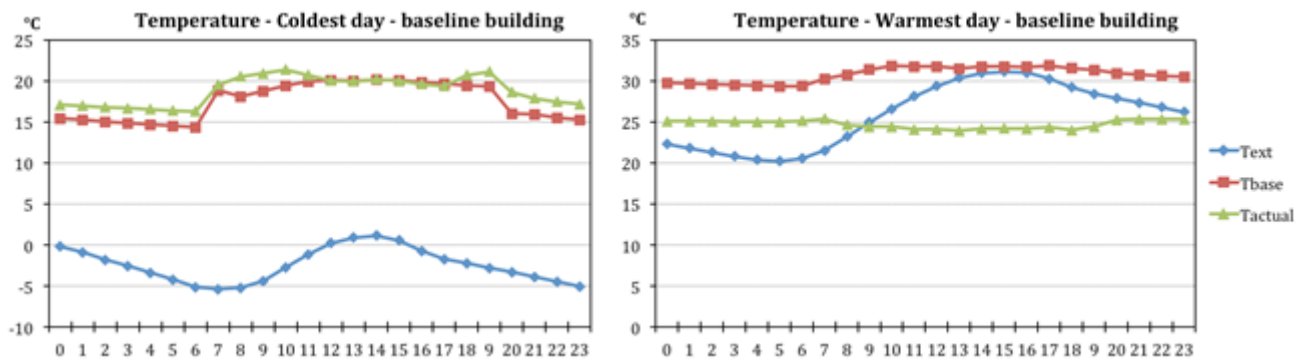 °C Temperature - Coldest day - baseline building
25
20
15
10
5
0
-5
-10
0 1 2 3 4 5 6 7 8 9 10 11 12 13 14 15 16 17 18 9 20 21 22 23
°C Temperature - Warmest day - baseline building
35
30
25
20
15
10
5
0
0 1 2 3 4 5 6 7 8 9 10 11 12 13 14 15 16 17 18 9 20 21 22 23
Text
Tbase
Tactual